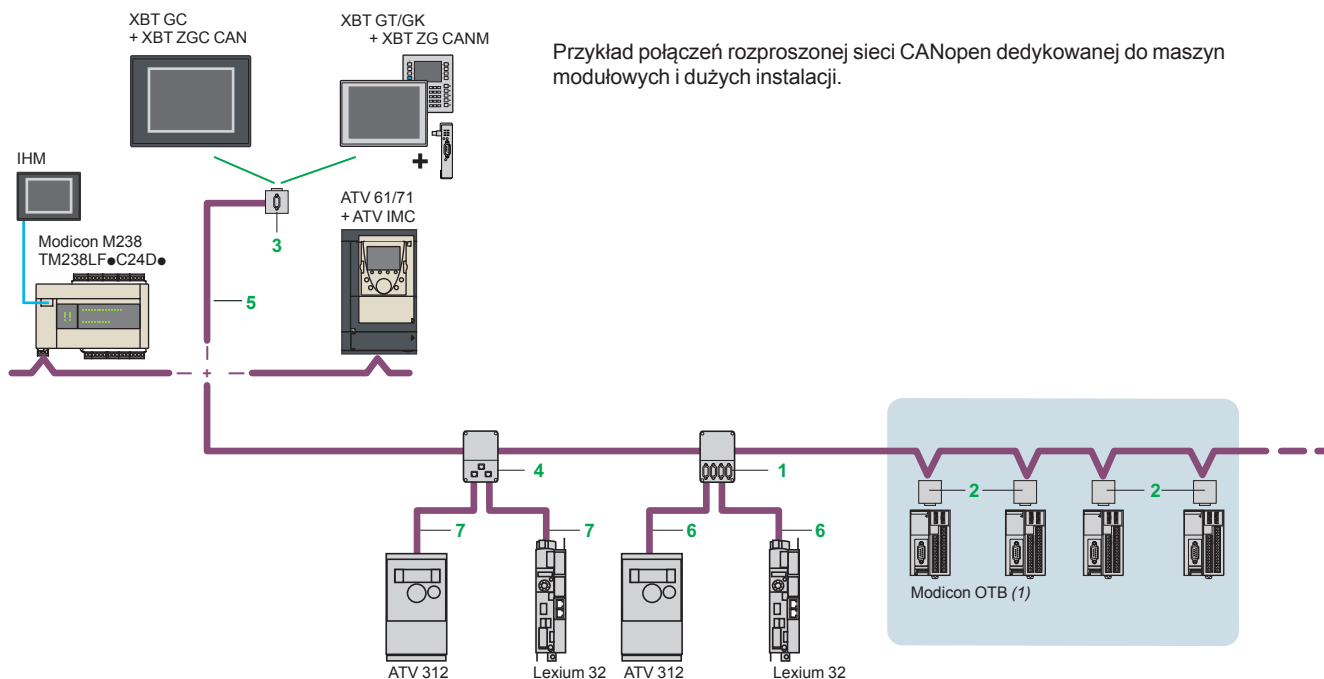 XBT GC
+ XBT ZGC CAN
XBT GT/GK
+ XBT ZG CANM
Przykład połączeń rozproszonej sieci CANopen dedykowanej do maszyn
modułowych i dużych instalacji.
+
IHM
3
ATV 61/71
+ ATV IMC
Modicon M238
TM238LF●C24D●
5
4
1
2
2
7
7
6
6
Modicon OTB (1)
ATV 312
Lexium 32
ATV 312
Lexium 32